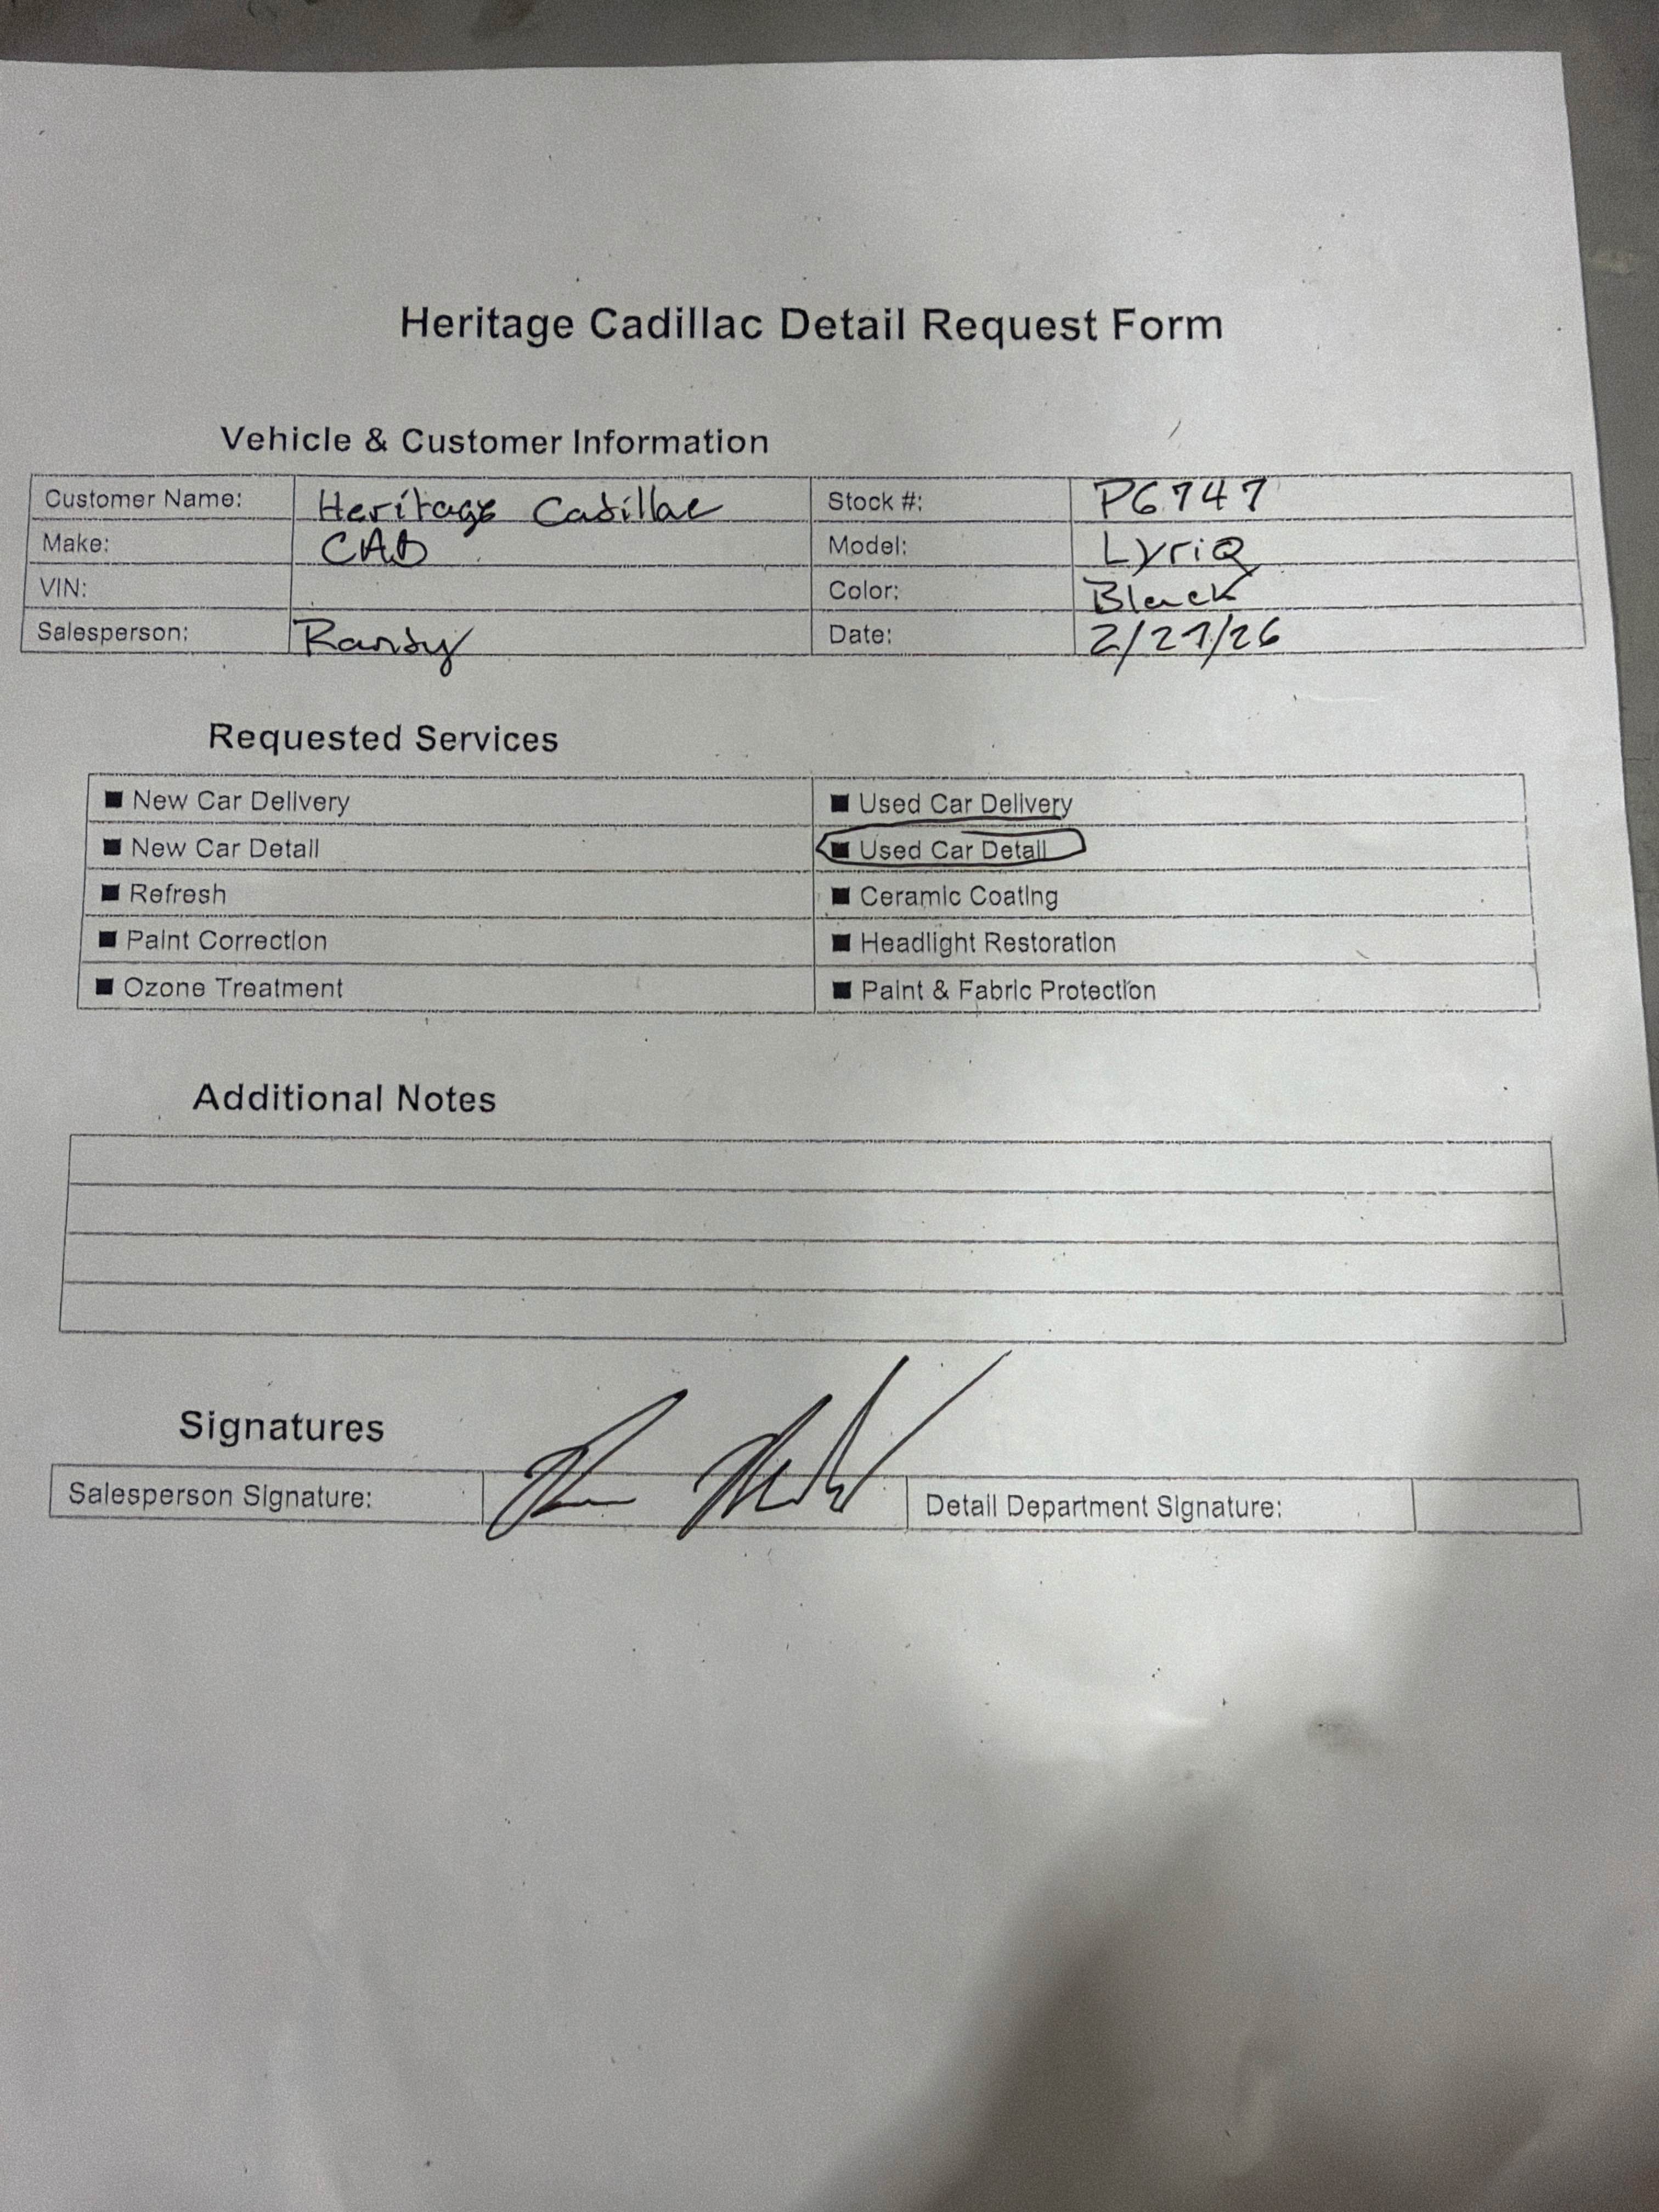 Heritage Cadillac Detail Request Form
Vehicle & Customer Information
Customer Name: Heritage Cadillac Stock #: P6747
Make: CAD Model: LyriQ
VIN: Color: Black
Salesperson: Randy Date: 2/27/26
Requested Services
■ New Car Delivery ■ Used Car Delivery
■ New Car Detail ■ Used Car Detail
■ Refresh ■ Ceramic Coating
■ Paint Correction ■ Headlight Restoration
■ Ozone Treatment ■ Paint & Fabric Protection
Additional Notes
Signatures
Salesperson Signature: Detail Department Signature: